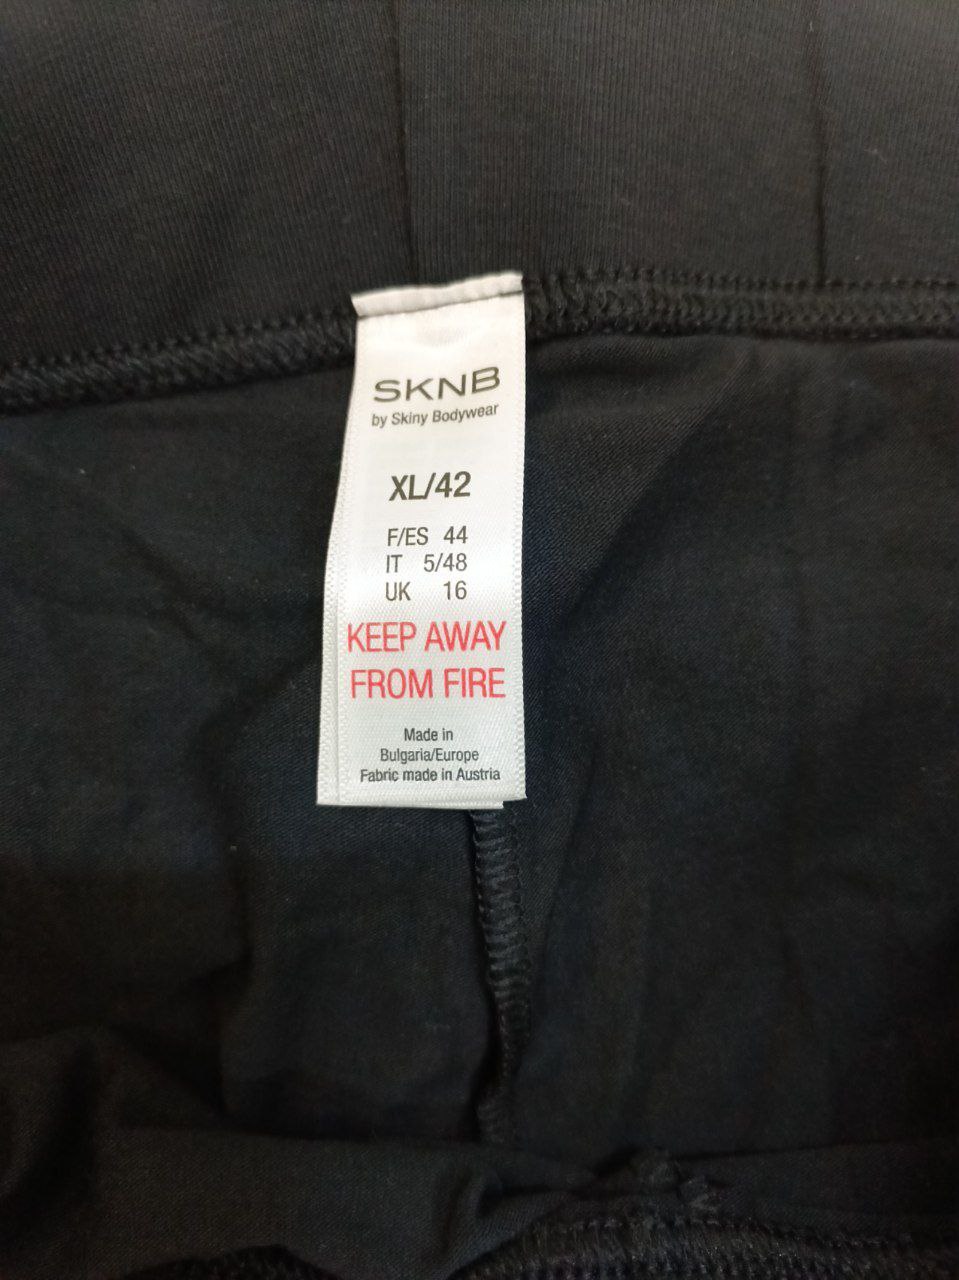 SKNB
by Skiny Bodywear
XL/42
F/ES 44
IT 5/48
UK 16
KEEP AWAY
FROM FIRE
Made in
Bulgaria/Europe
Fabric made in Austria